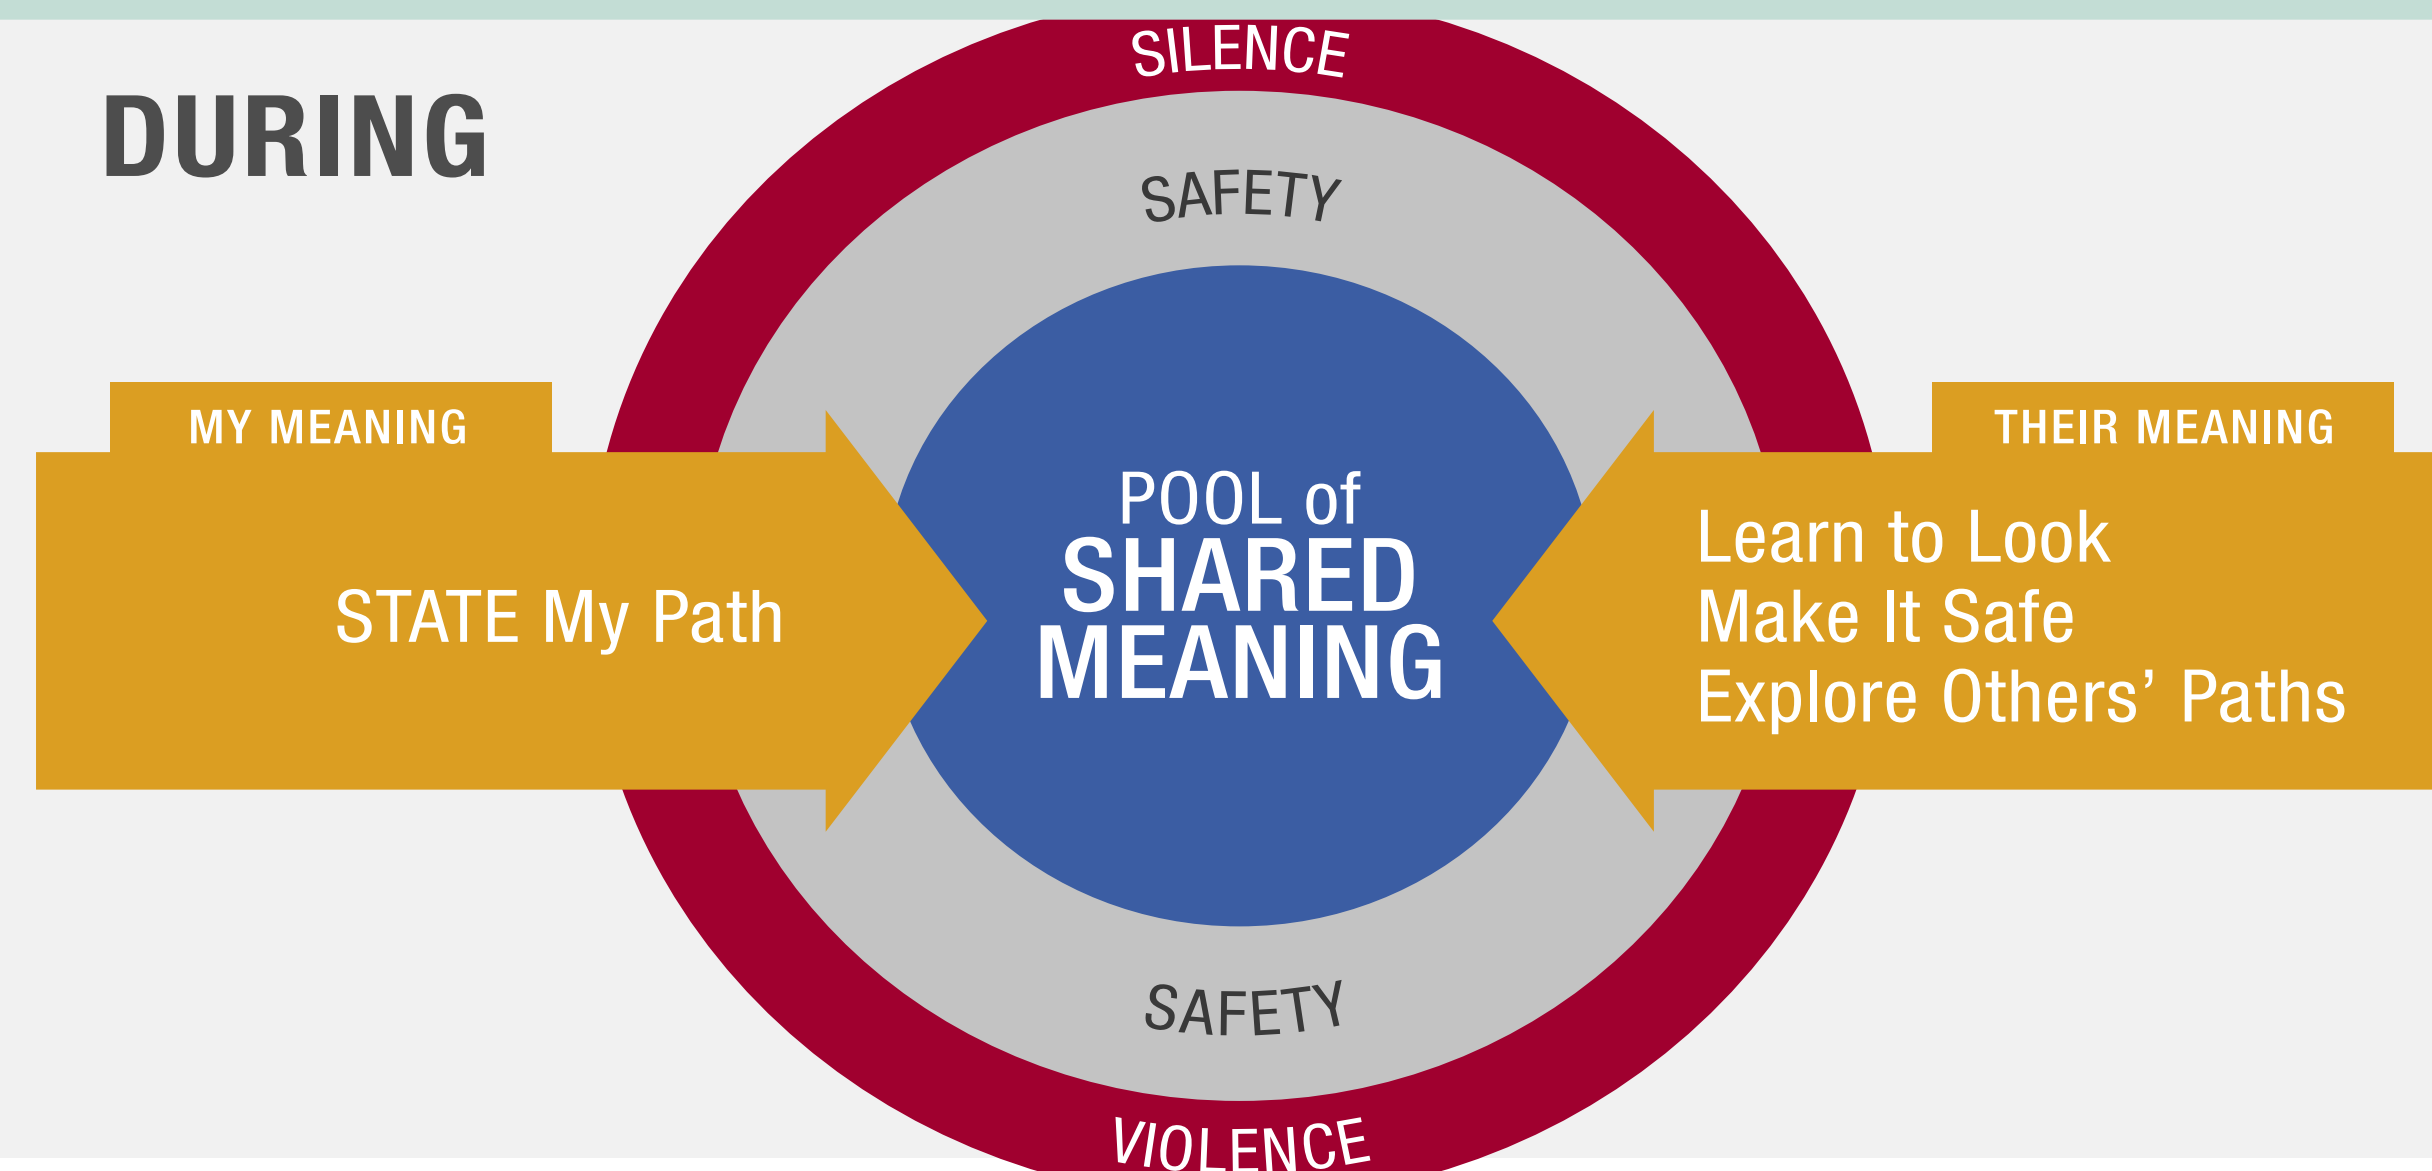 SILENCE
DURING
SAFETY
MY MEANING
THEIR MEANING
POOL of
SHARED
MEANING
STATE My Path
Learn to Look
Make It Safe
Explore Others’ Paths
SAFETY
VIOLENCE